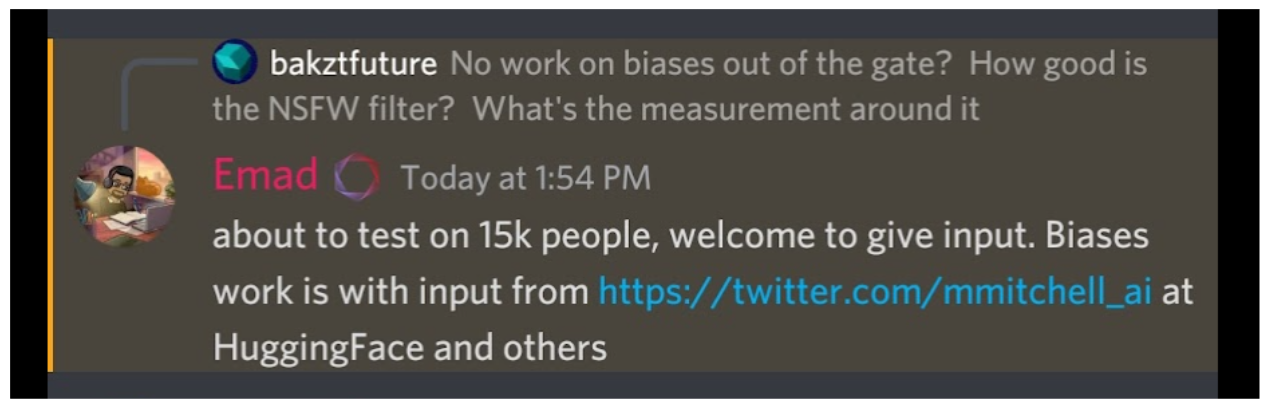 bakztfuture No work on biases out of the gate?  How good is
the NSFW filter?  What's the measurement around it
Emad Today at 1:54 PM
about to test on 15k people, welcome to give input. Biases
work is with input from https://twitter.com/mmitchell_ai at
HuggingFace and others